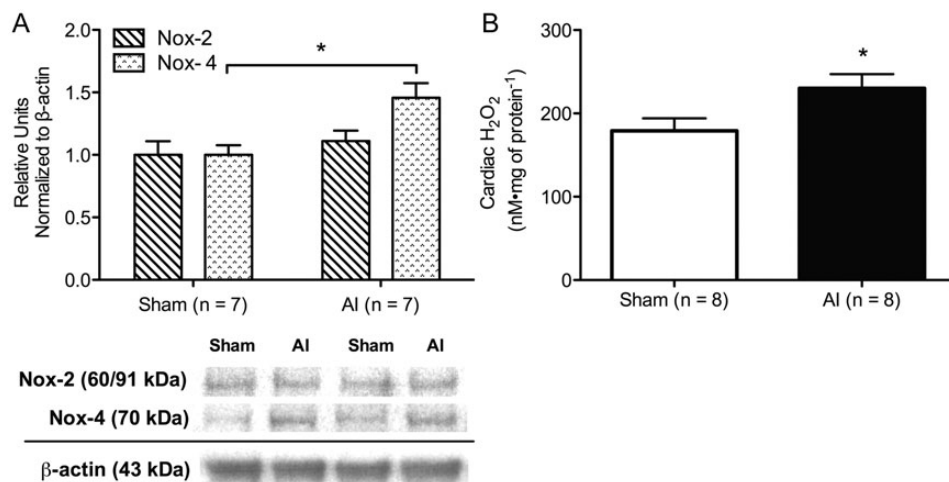 A
Nox-2
Nox- 4
*
Relative Units
Normalized to β-actin
2.0
1.5
1.0
0.5
0.0
Sham (n = 7)
AI (n = 7)
B
*
Cardiac H₂O₂
(nM•mg of protein⁻¹)
300
200
100
0
Sham (n = 8)
AI (n = 8)
Sham AI Sham AI
Nox-2 (60/91 kDa)
Nox-4 (70 kDa)
β-actin (43 kDa)